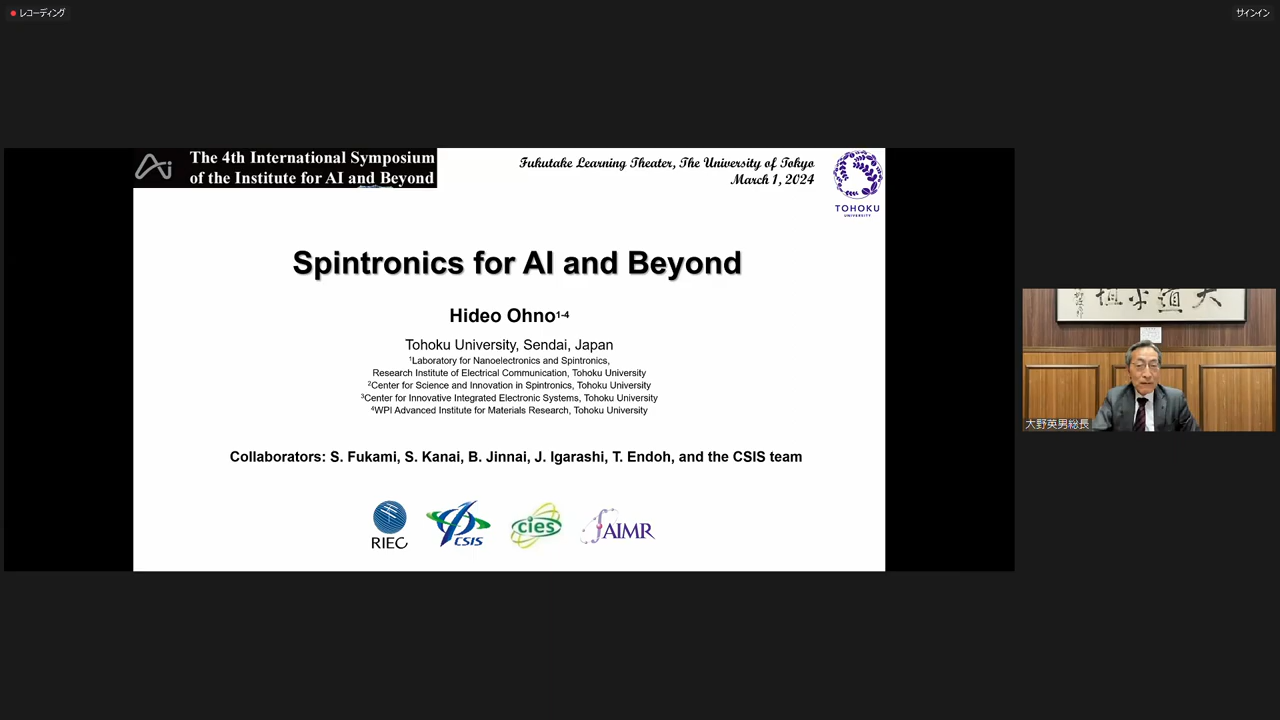 レコーディング
サインイン
The 4th International Symposium
of the Institute for AI and Beyond
Fukutake Learning Theater, The University of Tokyo
March 1, 2024
TOHOKU
UNIVERSITY
Spintronics for AI and Beyond
Hideo Ohno1-4
Tohoku University, Sendai, Japan
1Laboratory for Nanoelectronics and Spintronics,
Research Institute of Electrical Communication, Tohoku University
2Center for Science and Innovation in Spintronics, Tohoku University
3Center for Innovative Integrated Electronic Systems, Tohoku University
4WPI Advanced Institute for Materials Research, Tohoku University
Collaborators: S. Fukami, S. Kanai, B. Jinnai, J. Igarashi, T. Endoh, and the CSIS team
RIEC
CSIS
cies
AIMR
大野英男総長